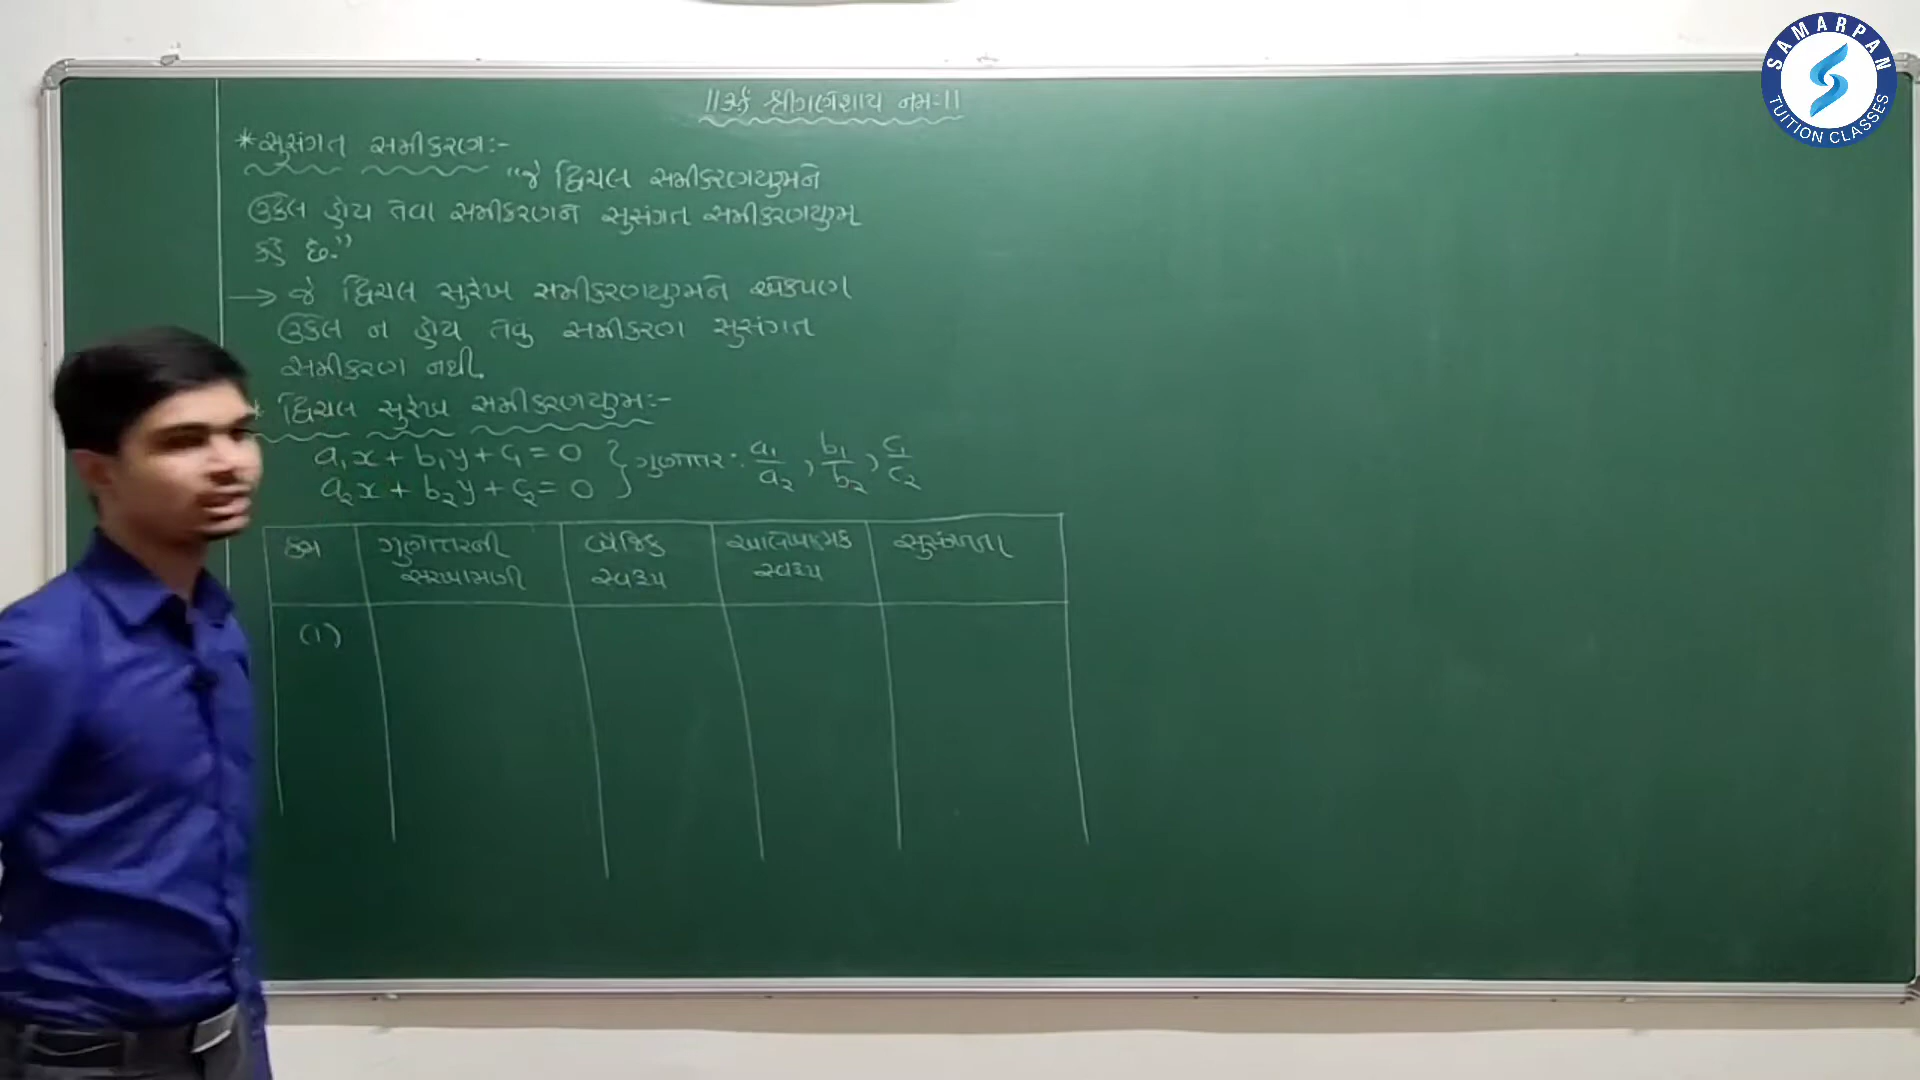 SAMARPAN
TUITION CLASSES
||ૐ શ્રીગણેશાય નમઃ||
*સુસંગત સમીકરણ:-
"જે દ્વિચલ સમીકરણયુગ્મને
ઉકેલ હોય તેવા સમીકરણને સુસંગત સમીકરણયુગ્મ
કહે છે."
→ જે દ્વિચલ સુરેખ સમીકરણયુગ્મને એકપણ
ઉકેલ ન હોય તેવુ સમીકરણ સુસંગત
સમીકરણ નથી.
* દ્વિચલ સુરેખ સમીકરણયુગ્મ:-
a₁x + b₁y + c₁ = 0 } ગુણોત્તર: a₁/a₂, b₁/b₂, c₁/c₂
a₂x + b₂y + c₂ = 0
ક્રમ ગુણોત્તરની બૈજિક આલેખાત્મક સુસંગતતા
સરખામણી સ્વરૂપ સ્વરૂપ
(1)